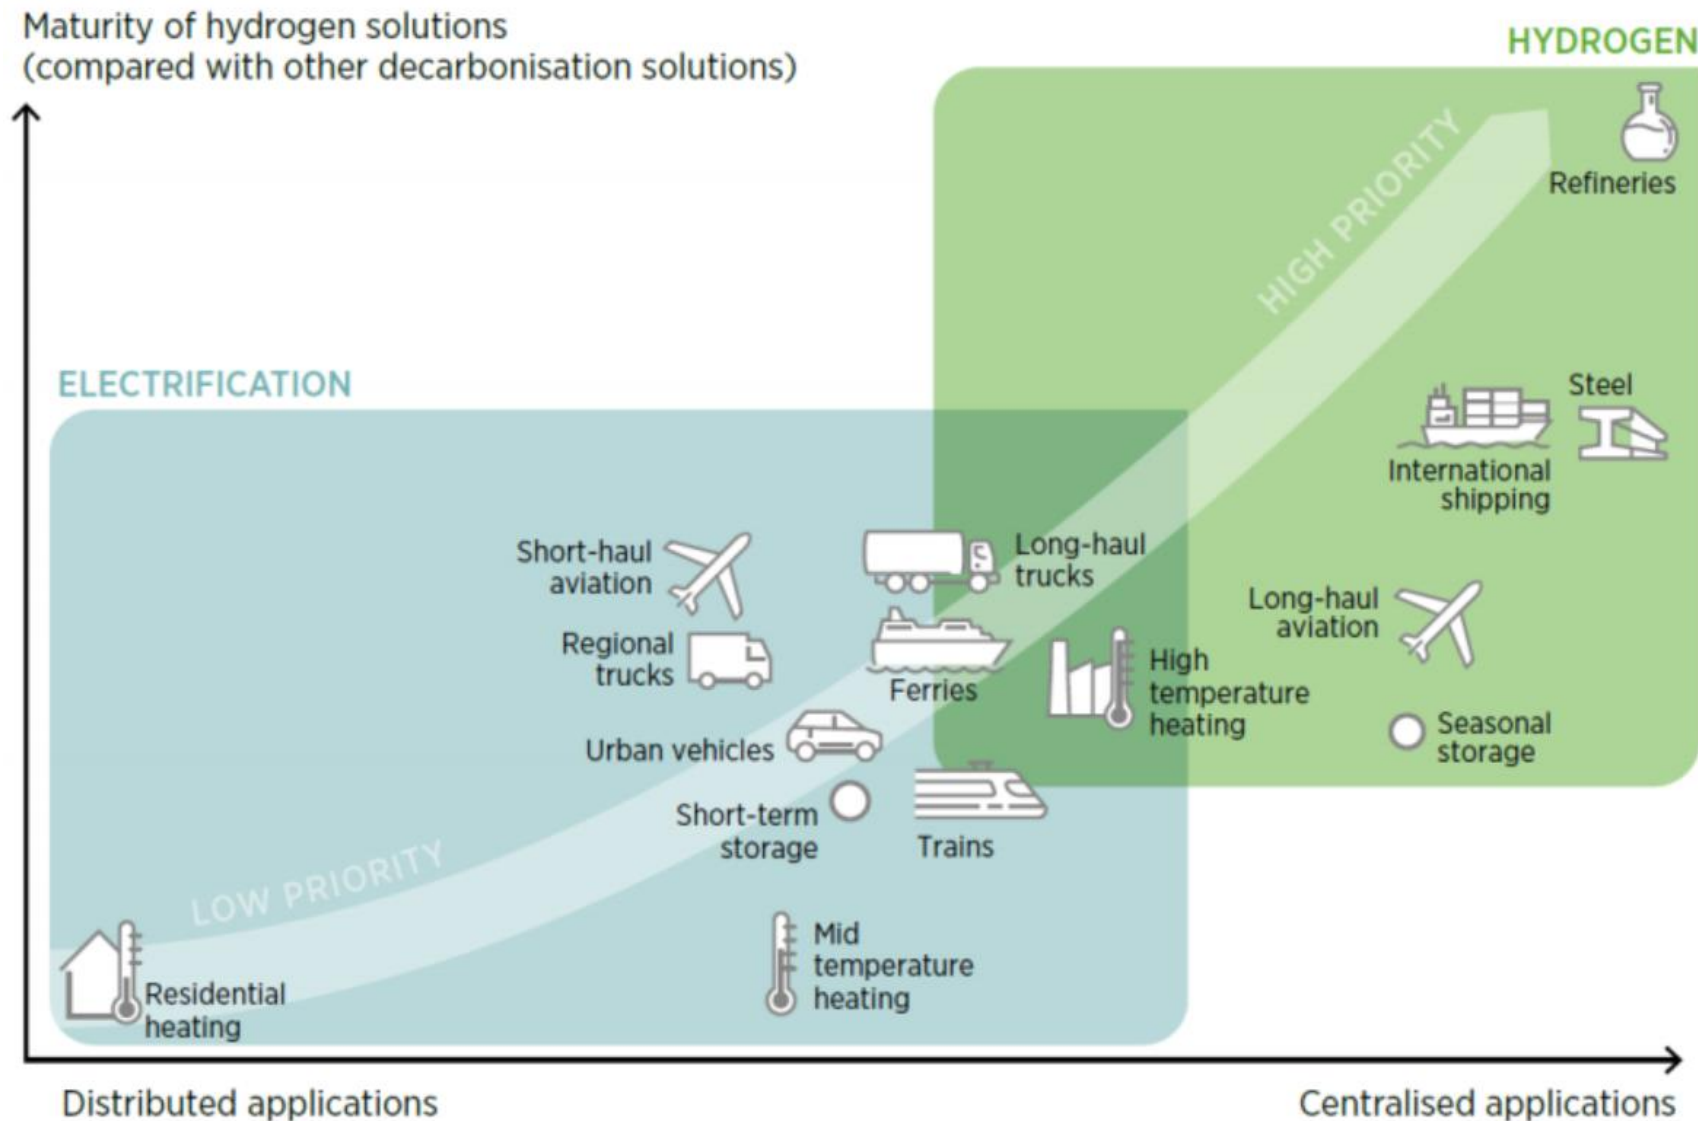 Maturity of hydrogen solutions
(compared with other decarbonisation solutions)
HYDROGEN
HIGH PRIORITY
Refineries
ELECTRIFICATION
Steel
International
shipping
Short-haul
aviation
Long-haul
trucks
Long-haul
aviation
Regional
trucks
Ferries
High
temperature
heating
Urban vehicles
Seasonal
storage
Short-term
storage
Trains
LOW PRIORITY
Mid
temperature
heating
Residential
heating
Distributed applications
Centralised applications